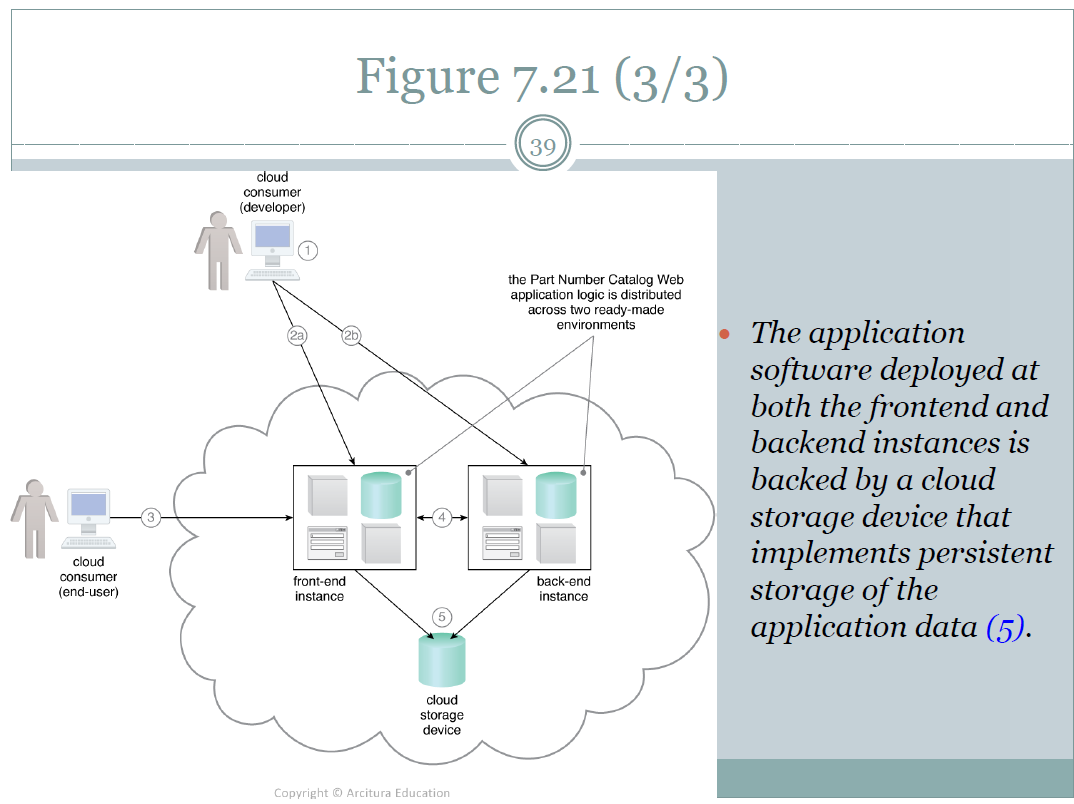 Figure 7.21 (3/3)
39
cloud
consumer
(developer)
1
the Part Number Catalog Web
application logic is distributed
across two ready-made
environments
2a
2b
• The application
software deployed at
both the frontend and
backend instances is
backed by a cloud
storage device that
implements persistent
storage of the
application data (5).
3
4
cloud
consumer
(end-user)
front-end
instance
back-end
instance
5
cloud
storage
device
Copyright © Arcitura Education